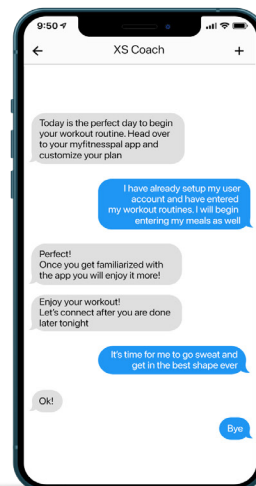 9:50
XS Coach
Today is the perfect day to begin
your workout routine. Head over
to your myfitnesspal app and
customize your plan
I have already setup my user
account and have entered
my workout routines. I will begin
entering my meals as well
Perfect!
Once you get familiarized with
the app you will enjoy it more!
Enjoy your workout!
Let's connect after you are done
later tonight
It's time for me to go sweat and
get in the best shape ever
Ok!
Bye